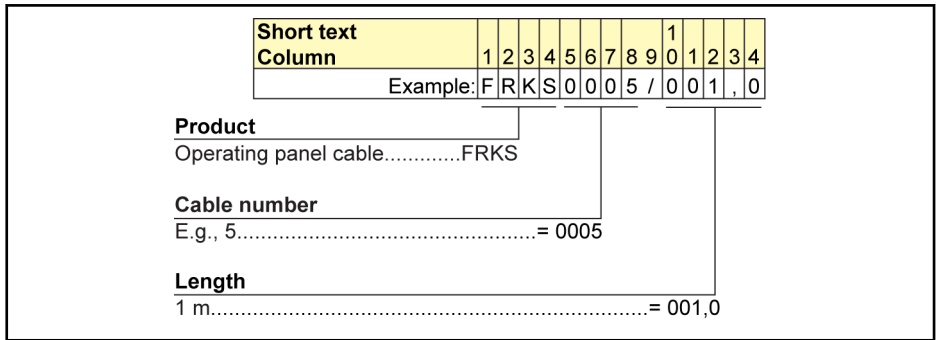 Short text 1
Column 1 2 3 4 5 6 7 8 9 0 1 2 3 4
Example: F R K S 0 0 0 5 / 0 0 1 , 0
Product
Operating panel cable.............FRKS
Cable number
E.g., 5..................................................= 0005
Length
1 m.........................................................................= 001,0